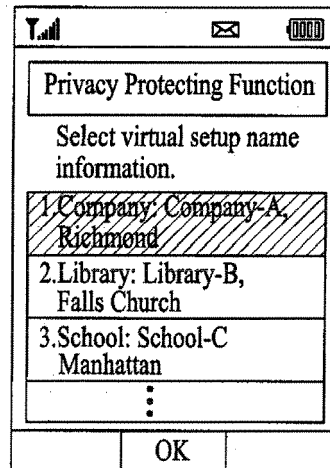 Privacy Protecting Function
Select virtual setup name
information.
1.Company: Company-A,
Richmond
2.Library: Library-B,
Falls Church
3.School: School-C
Manhattan
OK